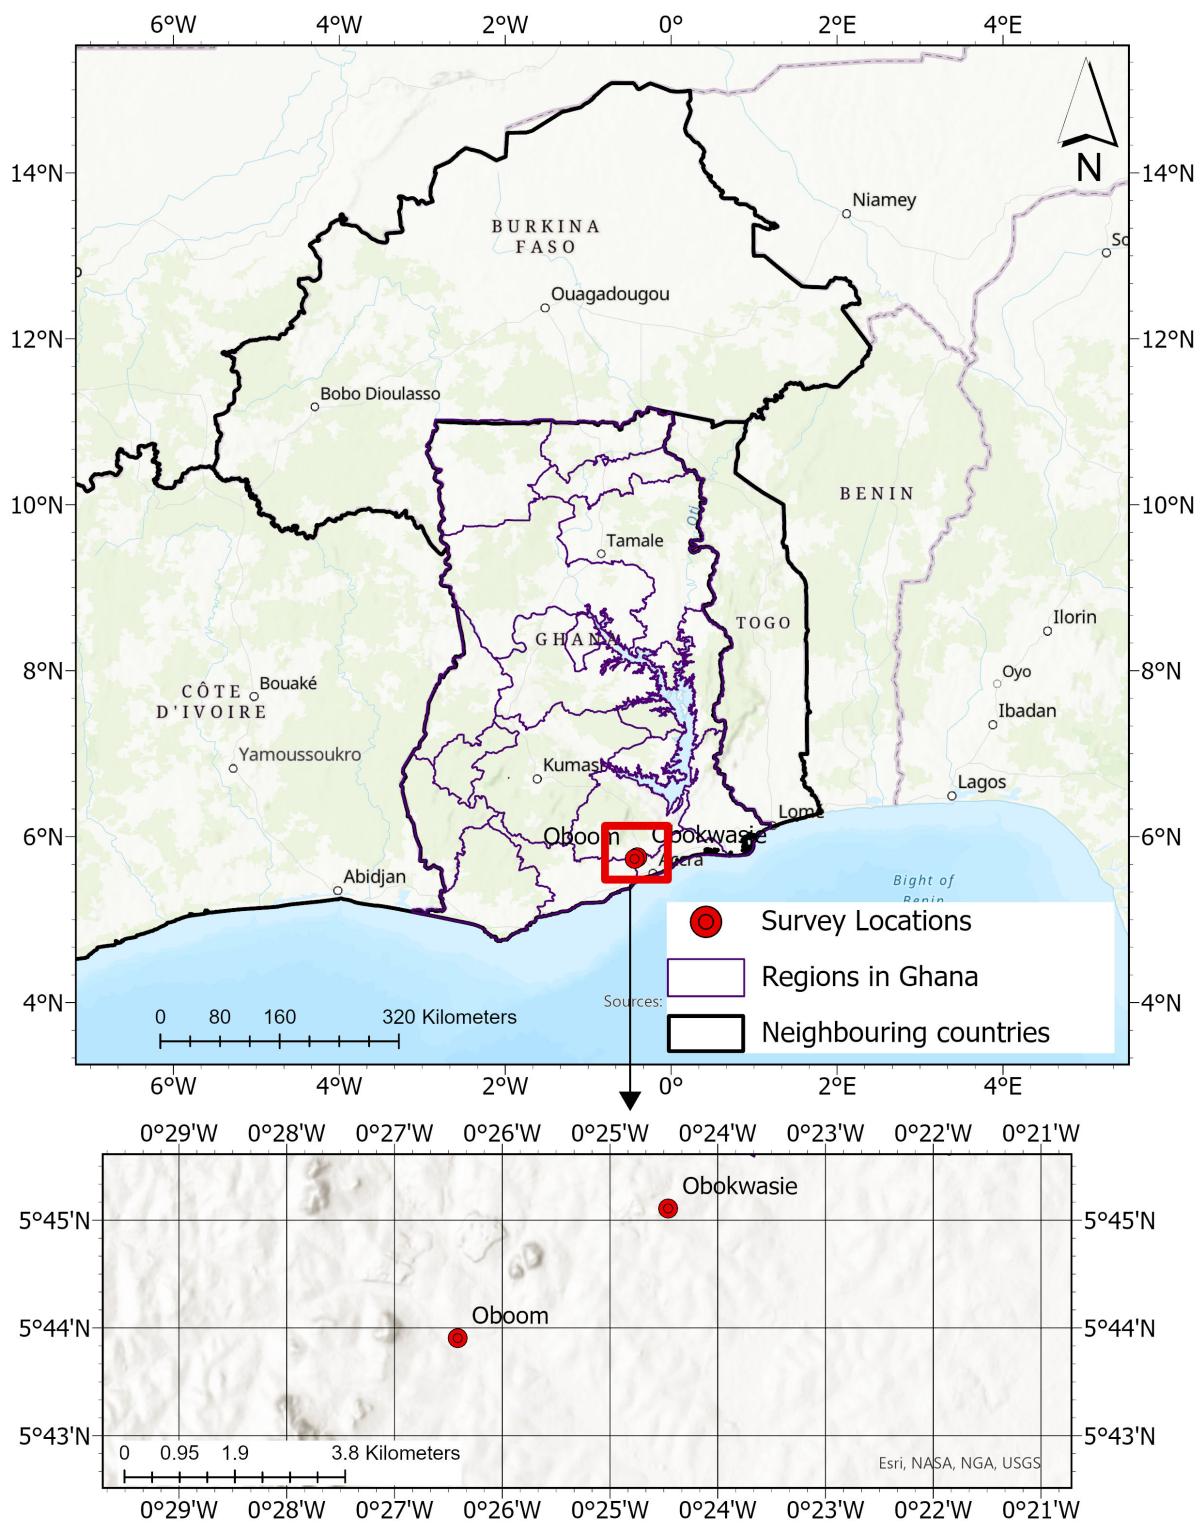 6°W 4°W 2°W 0° 2°E 4°E
N
14°N 14°N
Niamey
BURKINA
FASO
Ouagadougou
12°N 12°N
Bobo Dioulasso
10°N 10°N
BENIN
Oti
Tamale
Ilorin
TOGO
GHANA
8°N 8°N
Oyo
Bouaké
CÔTE
D'IVOIRE
Ibadan
Yamoussoukro
Kumasi
Lagos
Lomé
6°N 6°N
Oboom Obokwasie
Accra
Abidjan
Bight of
Benin
Survey Locations
Regions in Ghana
Neighbouring countries
4°N 4°N
Sources:
0 80 160 320 Kilometers
6°W 4°W 2°W 0° 2°E 4°E
0°29'W 0°28'W 0°27'W 0°26'W 0°25'W 0°24'W 0°23'W 0°22'W 0°21'W
Obokwasie
5°45'N 5°45'N
Oboom
5°44'N 5°44'N
5°43'N 5°43'N
0 0.95 1.9 3.8 Kilometers
Esri, NASA, NGA, USGS
0°29'W 0°28'W 0°27'W 0°26'W 0°25'W 0°24'W 0°23'W 0°22'W 0°21'W